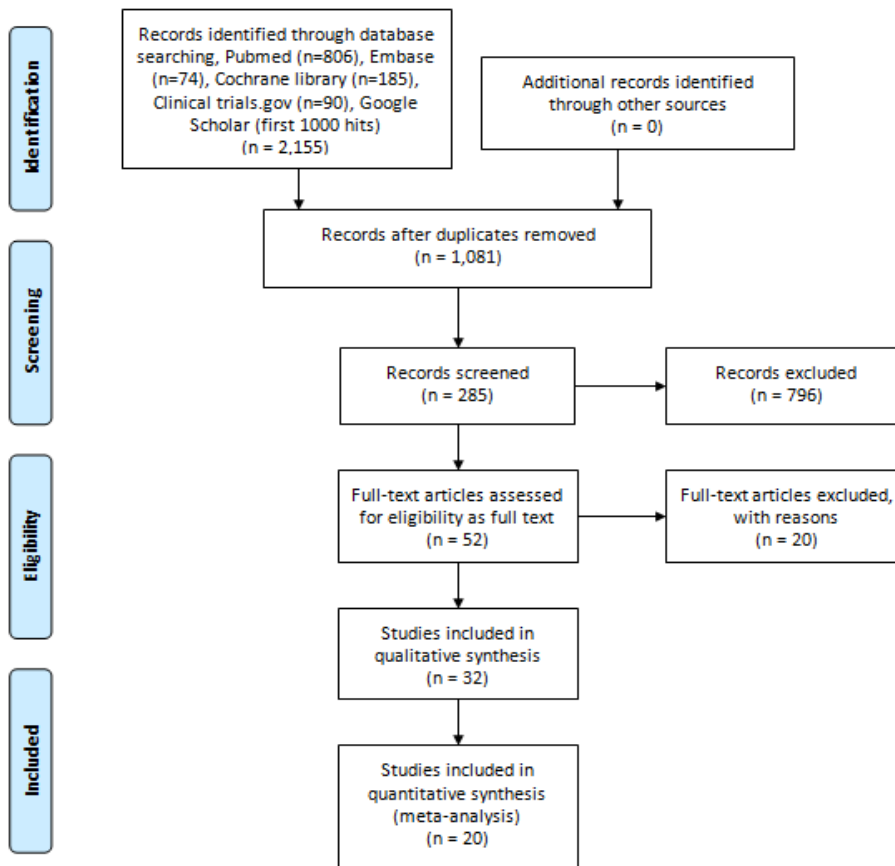 Identification
Records identified through database
searching, Pubmed (n=806), Embase
(n=74), Cochrane library (n=185),
Clinical trials.gov (n=90), Google
Scholar (first 1000 hits)
(n = 2,155)
Additional records identified
through other sources
(n = 0)
Records after duplicates removed
(n = 1,081)
Screening
Records screened
(n = 285)
Records excluded
(n = 796)
Eligibility
Full-text articles assessed
for eligibility as full text
(n = 52)
Full-text articles excluded,
with reasons
(n = 20)
Studies included in
qualitative synthesis
(n = 32)
Included
Studies included in
quantitative synthesis
(meta-analysis)
(n = 20)